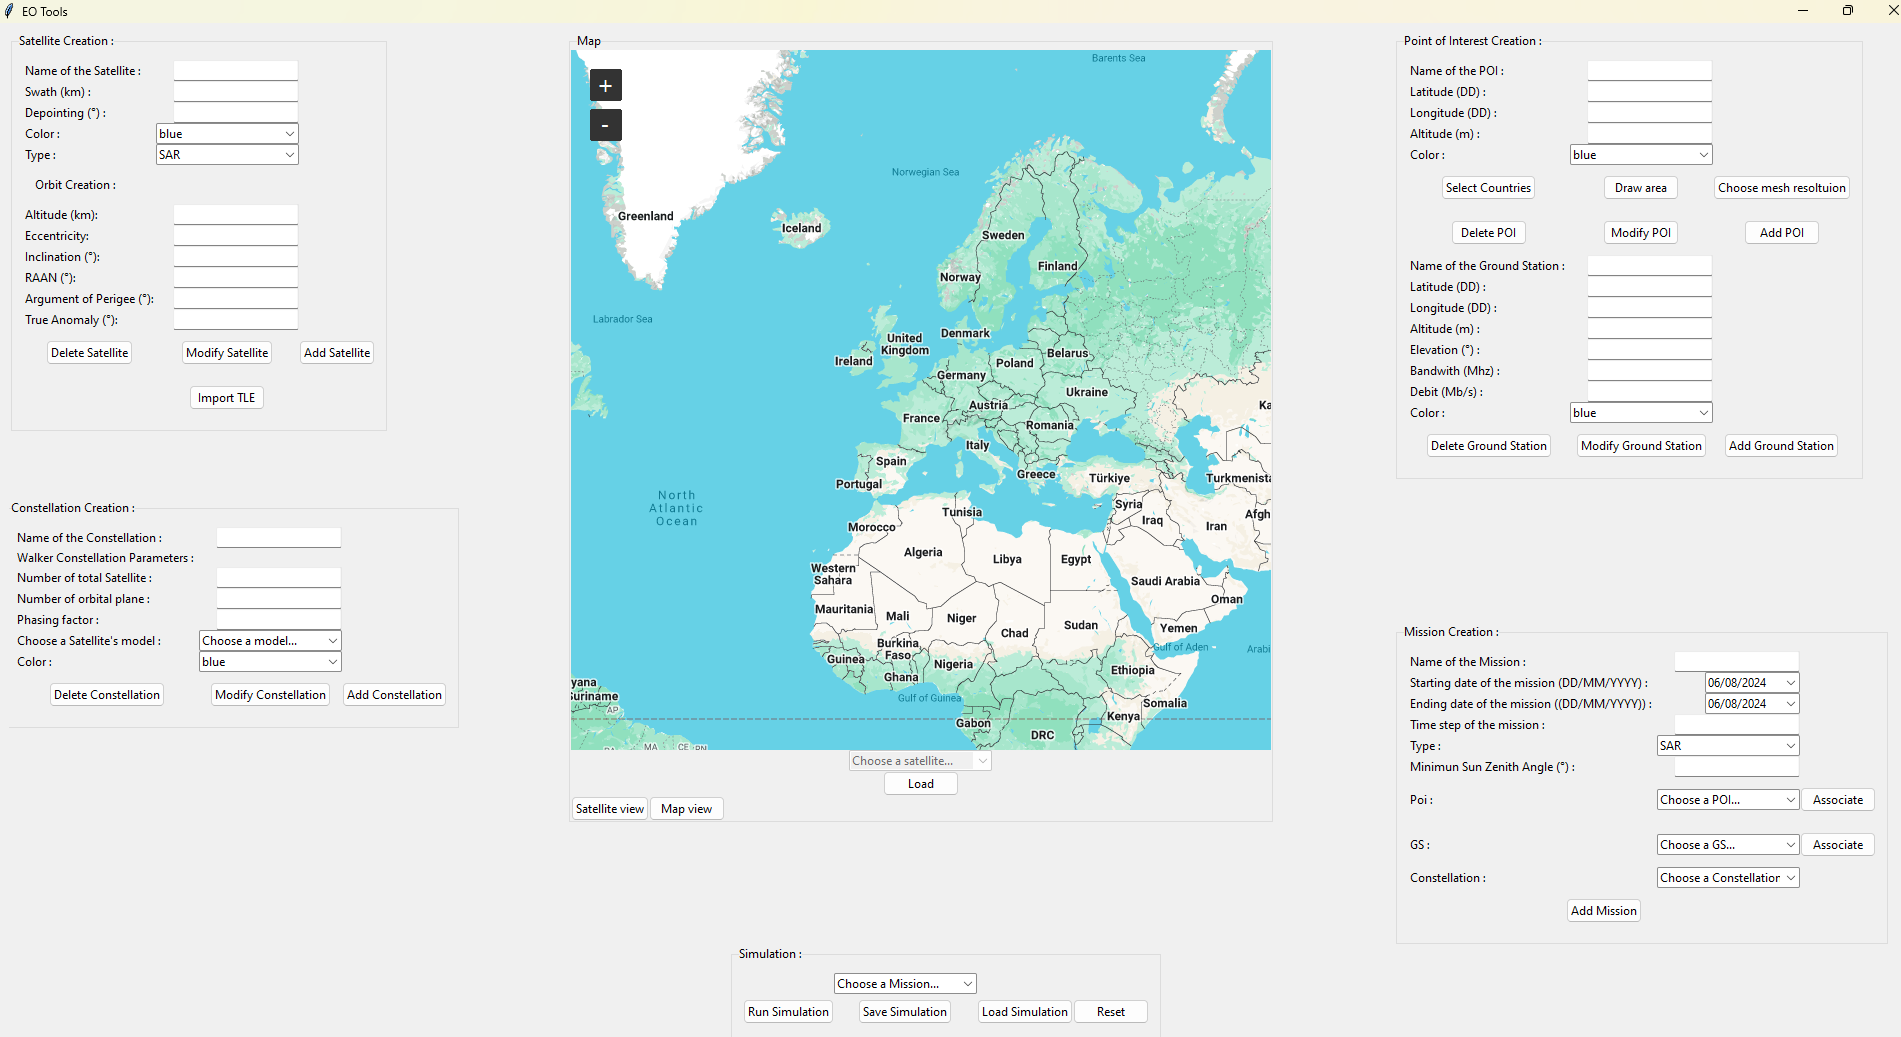 EO Tools
Satellite Creation :
Name of the Satellite :
Swath (km) :
Depointing (°) :
Color : blue
Type : SAR
Orbit Creation :
Altitude (km):
Eccentricity:
Inclination (°):
RAAN (°):
Argument of Perigee (°):
True Anomaly (°):
Delete Satellite Modify Satellite Add Satellite
Import TLE
Constellation Creation :
Name of the Constellation :
Walker Constellation Parameters :
Number of total Satellite :
Number of orbital plane :
Phasing factor :
Choose a Satellite's model : Choose a model...
Color : blue
Delete Constellation Modify Constellation Add Constellation
Map
+
-
Barents Sea
Norwegian Sea
Greenland
Iceland
Sweden
Finland
Norway
Labrador Sea
Denmark
United
Kingdom
Ireland
Belarus
Poland
Germany
Ukraine
Austria
Ka
France
Romania
Italy
Spain
Greece
Türkiye
Turkmenista
Portugal
North
Atlantic
Ocean
Syria
Tunisia
Afgh
Iraq
Iran
Morocco
Algeria
Libya
Egypt
Western
Sahara
Saudi Arabia
Oman
Mauritania
Mali
Niger
Chad
Sudan
Yemen
Burkina
Faso
Gulf of Aden
Arabi
Guinea
Nigeria
Ethiopia
Ghana
yana
Suriname
Gulf of Guinea
Somalia
AP
Gabon
Kenya
DRC
PA MA CE RN
Choose a satellite...
Load
Satellite view Map view
Point of Interest Creation :
Name of the POI :
Latitude (DD) :
Longitude (DD) :
Altitude (m) :
Color : blue
Select Countries Draw area Choose mesh resoltuion
Delete POI Modify POI Add POI
Name of the Ground Station :
Latitude (DD) :
Longitude (DD) :
Altitude (m) :
Elevation (°) :
Bandwith (Mhz) :
Debit (Mb/s) :
Color : blue
Delete Ground Station Modify Ground Station Add Ground Station
Mission Creation :
Name of the Mission :
Starting date of the mission (DD/MM/YYYY) : 06/08/2024
Ending date of the mission ((DD/MM/YYYY)) : 06/08/2024
Time step of the mission :
Type : SAR
Minimun Sun Zenith Angle (°) :
Poi : Choose a POI... Associate
GS : Choose a GS... Associate
Constellation : Choose a Constellation
Add Mission
Simulation :
Choose a Mission...
Run Simulation Save Simulation Load Simulation Reset